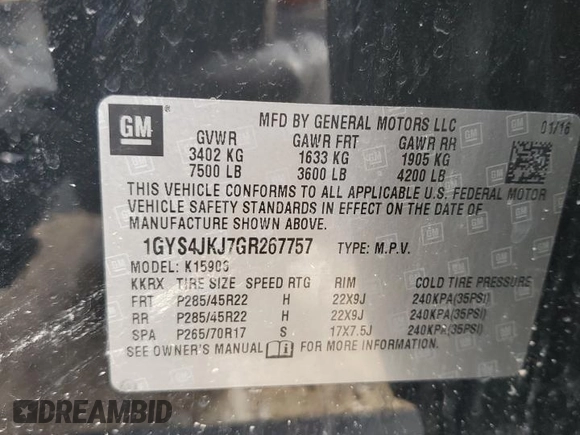 GM
MFD BY GENERAL MOTORS LLC
01/16
GVWR GAWR FRT GAWR RR
3402 KG 1633 KG 1905 KG
7500 LB 3600 LB 4200 LB
THIS VEHICLE CONFORMS TO ALL APPLICABLE U.S. FEDERAL MOTOR
VEHICLE SAFETY STANDARDS IN EFFECT ON THE DATE OF
MANUFACTURE SHOWN ABOVE.
1GYS4JKJ7GR267757 TYPE: M.P.V.
MODEL: K15906
KKRX TIRE SIZE SPEED RTG RIM COLD TIRE PRESSURE
FRT P285/45R22 H 22X9J 240KPA(35PSI)
RR P285/45R22 H 22X9J 240KPA(35PSI)
SPA P265/70R17 S 17X7.5J 240KPA(35PSI)
SEE OWNER'S MANUAL FOR MORE INFORMATION.
DREAMBID